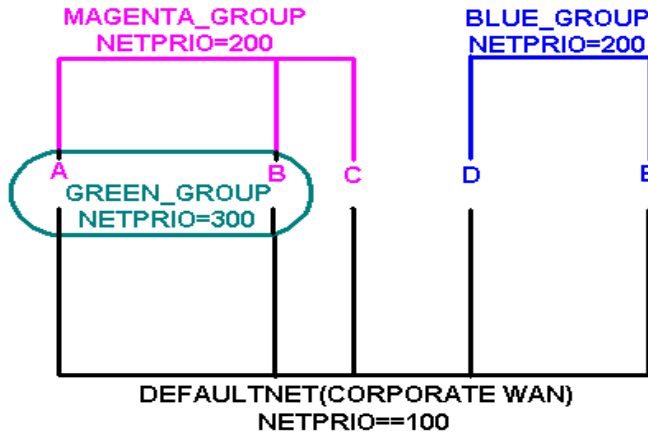 MAGENTA_GROUP
NETPRIO=200
BLUE_GROUP
NETPRIO=200
A
B
C
D
E
GREEN_GROUP
NETPRIO=300
DEFAULTNET(CORPORATE WAN)
NETPRIO==100